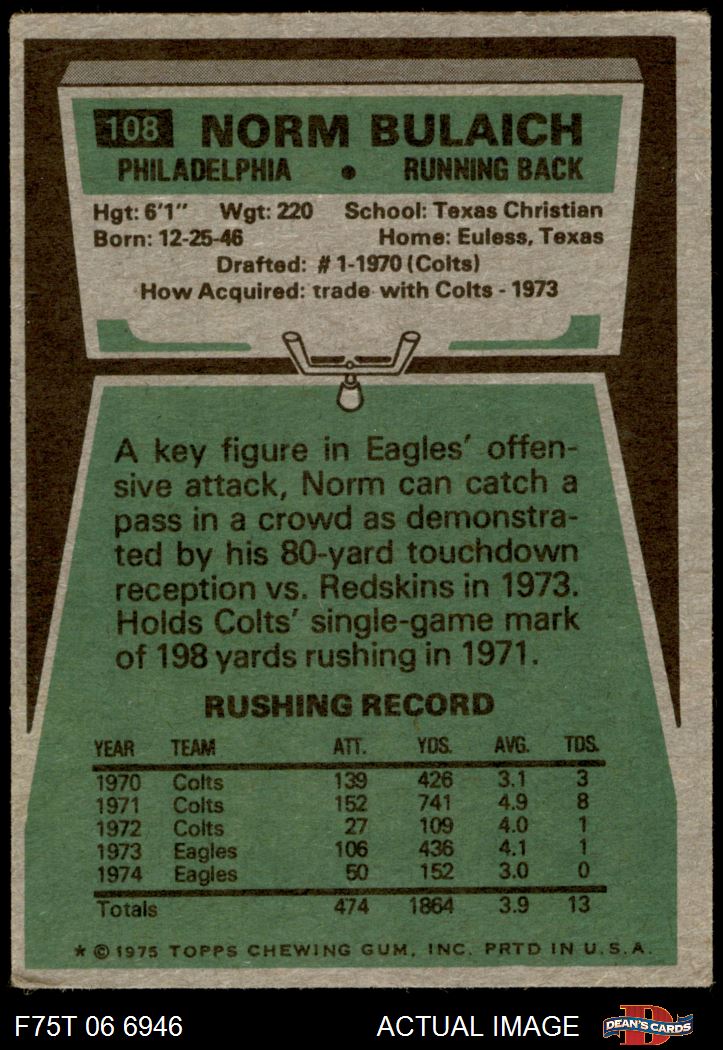 108 NORM BULAICH
PHILADELPHIA • RUNNING BACK
Hgt: 6'1" Wgt: 220 School: Texas Christian
Born: 12-25-46 Home: Euless, Texas
Drafted: #1-1970 (Colts)
How Acquired: trade with Colts - 1973
A key figure in Eagles' offen-
sive attack, Norm can catch a
pass in a crowd as demonstra-
ted by his 80-yard touchdown
reception vs. Redskins in 1973.
Holds Colts' single-game mark
of 198 yards rushing in 1971.
RUSHING RECORD
YEAR TEAM ATT. YDS. AVG. TDS.
1970 Colts 139 426 3.1 3
1971 Colts 152 741 4.9 8
1972 Colts 27 109 4.0 1
1973 Eagles 106 436 4.1 1
1974 Eagles 50 152 3.0 0
Totals 474 1864 3.9 13
* © 1975 TOPPS CHEWING GUM, INC. PRTD IN U.S.A.
F75T 06 6946 ACTUAL IMAGE D DEAN'S CARDS